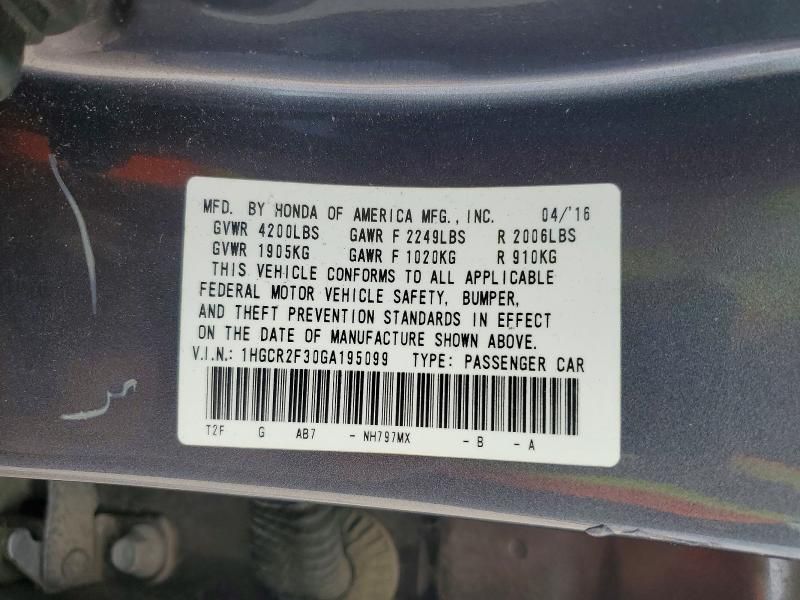 MFD. BY HONDA OF AMERICA MFG., INC. 04/'16
GVWR 4200LBS GAWR F 2249LBS R 2006LBS
GVWR 1905KG GAWR F 1020KG R 910KG
THIS VEHICLE CONFORMS TO ALL APPLICABLE
FEDERAL MOTOR VEHICLE SAFETY, BUMPER,
AND THEFT PREVENTION STANDARDS IN EFFECT
ON THE DATE OF MANUFACTURE SHOWN ABOVE.
V.I.N.: 1HGCR2F30GA195099 TYPE: PASSENGER CAR
T2F G AB7 - NH797MX - B - A